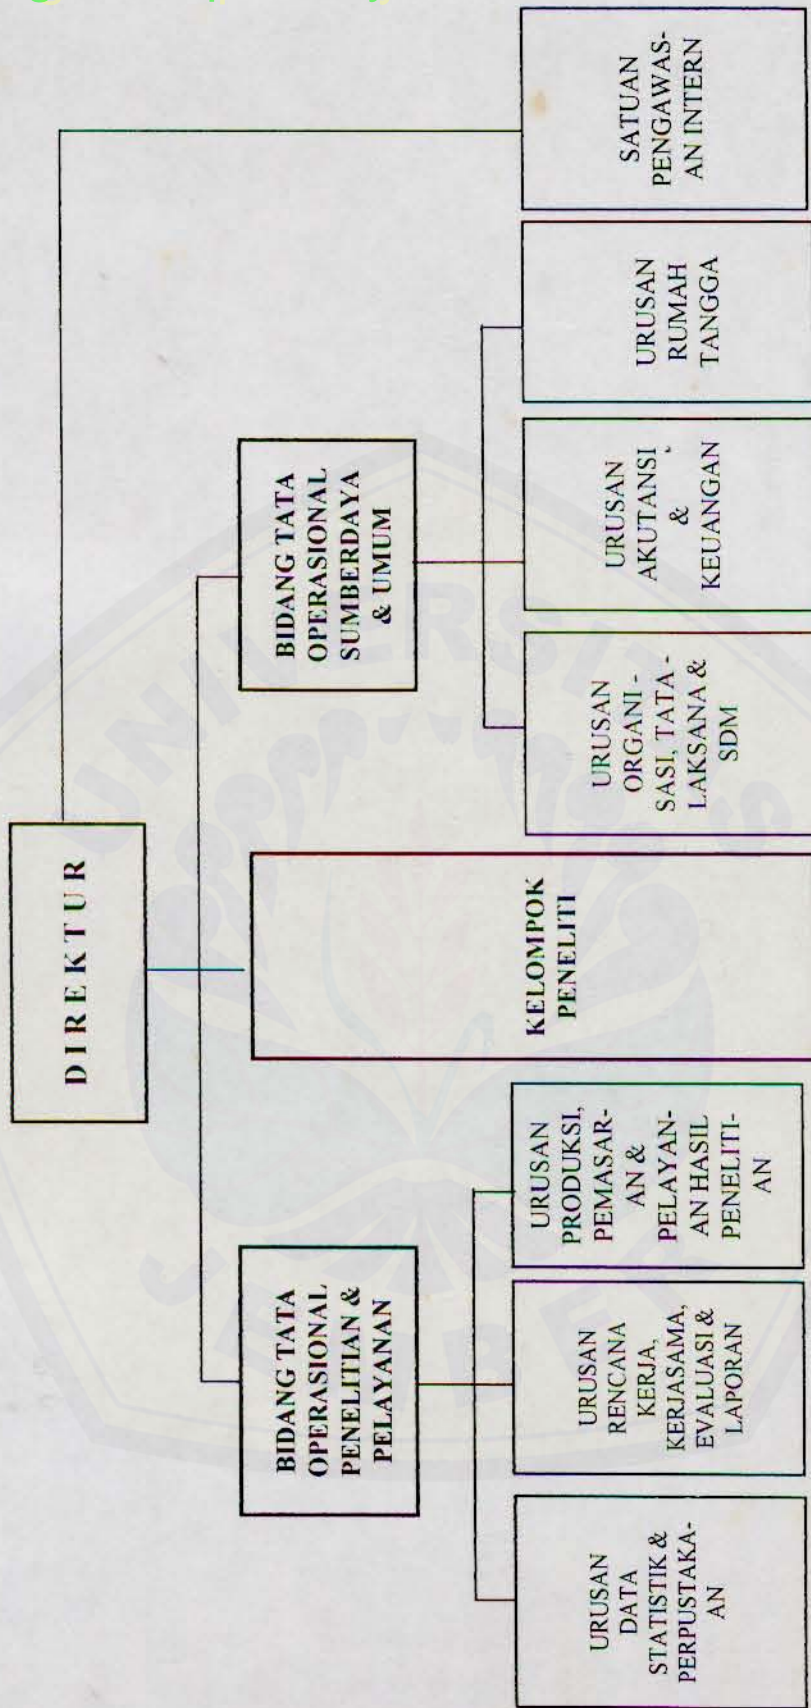 DIREKTUR
BIDANG TATA
OPERASIONAL
PENELITIAN &
PELAYANAN
BIDANG TATA
OPERASIONAL
SUMBERDAYA
& UMUM
URUSAN
DATA
STATISTIK &
PERPUSTAKA-
AN
URUSAN
RENCANA
KERJA,
KERJASAMA,
EVALUASI &
LAPORAN
URUSAN
PRODUKSI,
PEMASAR-
AN &
PELAYAN-
AN HASIL
PENELITI-
AN
KELOMPOK
PENELITI
URUSAN
ORGANI -
SASI, TATA -
LAKSANA &
SDM
URUSAN
AKUTANSI
&
KEUANGAN
URUSAN
RUMAH
TANGGA
SATUAN
PENGAWAS-
AN INTERN
UNIVERSITAS
JEMBER